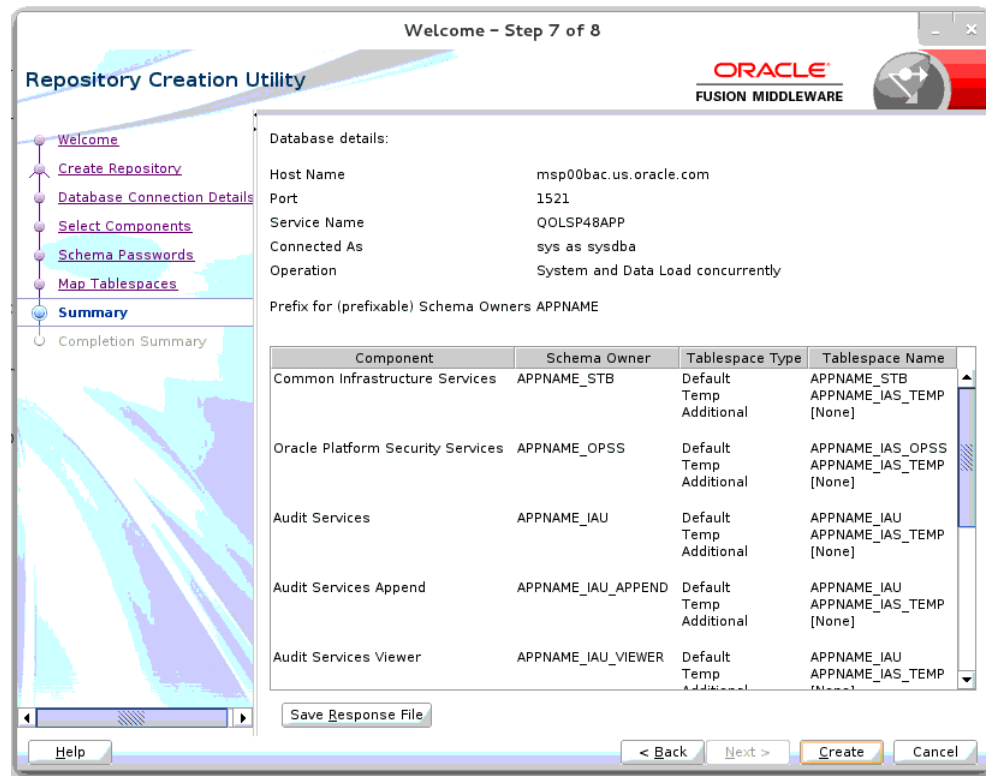 Welcome – Step 7 of 8
Repository Creation Utility
ORACLE
FUSION MIDDLEWARE
Welcome
Create Repository
Database Connection Details
Select Components
Schema Passwords
Map Tablespaces
Summary
Completion Summary
Database details:
Host Name msp00bac.us.oracle.com
Port 1521
Service Name QOLSP48APP
Connected As sys as sysdba
Operation System and Data Load concurrently
Prefix for (prefixable) Schema Owners APPNAME
Component Schema Owner Tablespace Type Tablespace Name
Common Infrastructure Services APPNAME_STB Default APPNAME_STB
Temp APPNAME_IAS_TEMP
Additional [None]
Oracle Platform Security Services APPNAME_OPSS Default APPNAME_IAS_OPSS
Temp APPNAME_IAS_TEMP
Additional [None]
Audit Services APPNAME_IAU Default APPNAME_IAU
Temp APPNAME_IAS_TEMP
Additional [None]
Audit Services Append APPNAME_IAU_APPEND Default APPNAME_IAU
Temp APPNAME_IAS_TEMP
Additional [None]
Audit Services Viewer APPNAME_IAU_VIEWER Default APPNAME_IAU
Temp APPNAME_IAS_TEMP
Save Response File
Help < Back Next > Create Cancel